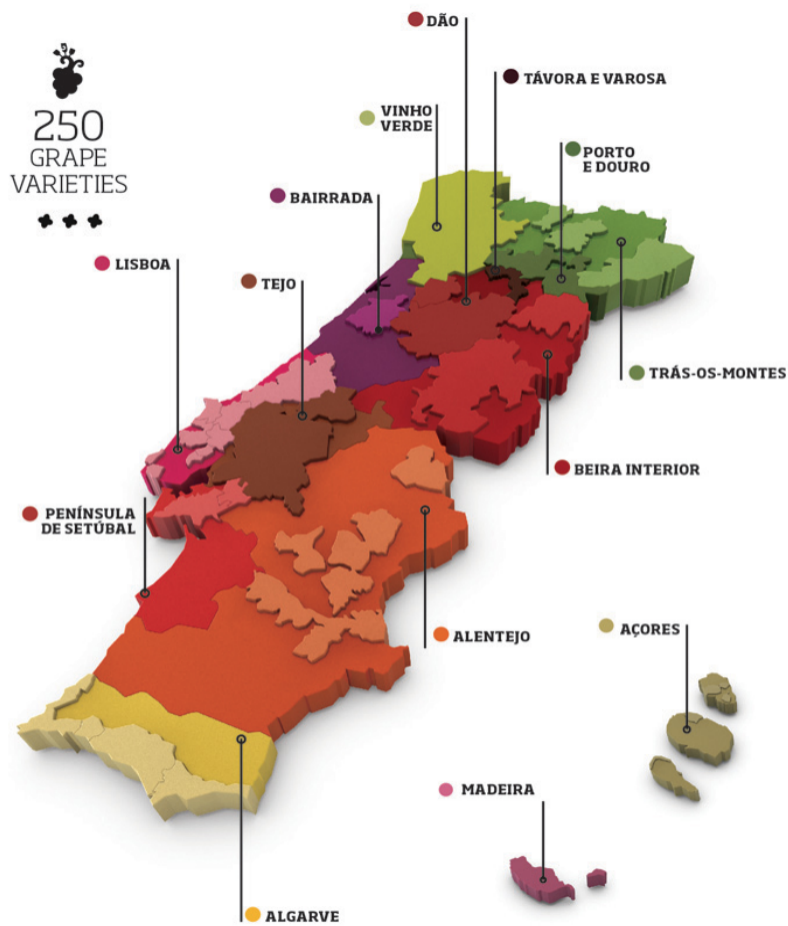 DÃO
TÁVORA E VAROSA
250
GRAPE
VARIETIES
VINHO
VERDE
PORTO
E DOURO
BAIRRADA
LISBOA
TEJO
TRÁS-OS-MONTES
BEIRA INTERIOR
PENÍNSULA
DE SETÚBAL
ALENTEJO
AÇORES
MADEIRA
ALGARVE